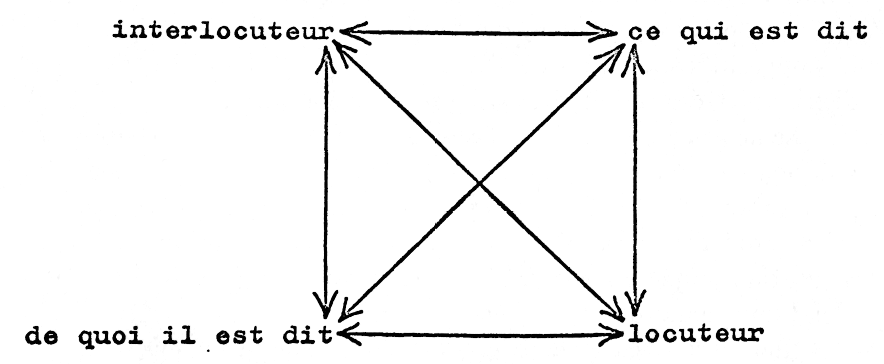 interlocuteur ce qui est dit
de quoi il est dit locuteur